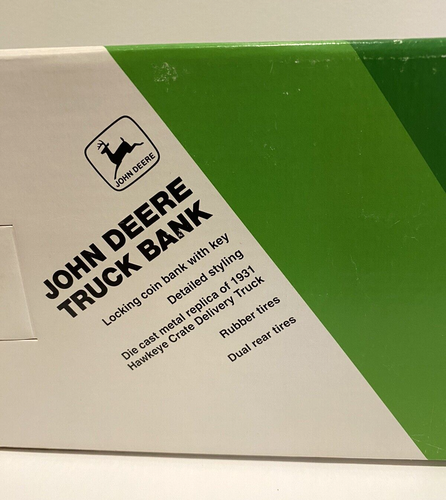 JOHN DEERE
JOHN DEERE
TRUCK BANK
Locking coin bank with key
Detailed styling
Die cast metal replica of 1931
Hawkeye Crate Delivery Truck
Rubber tires
Dual rear tires